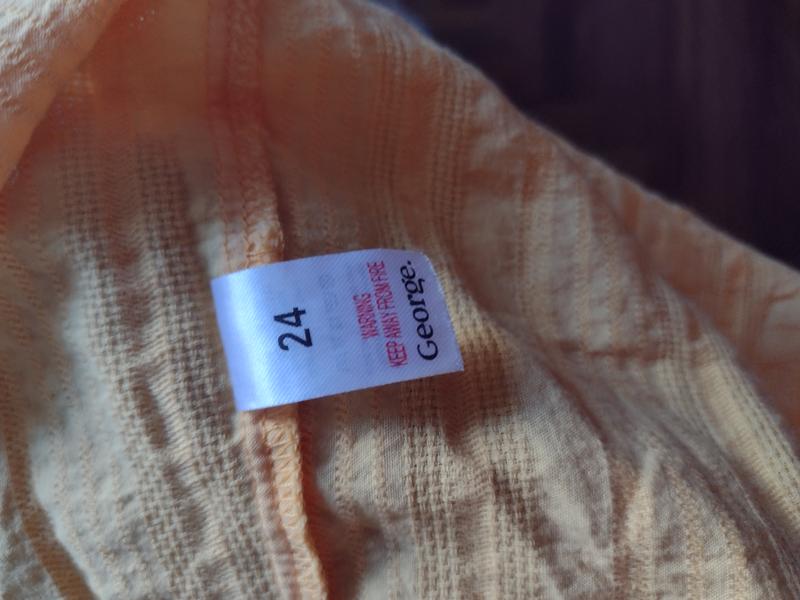 George.
WARNING
KEEP AWAY FROM FIRE
24